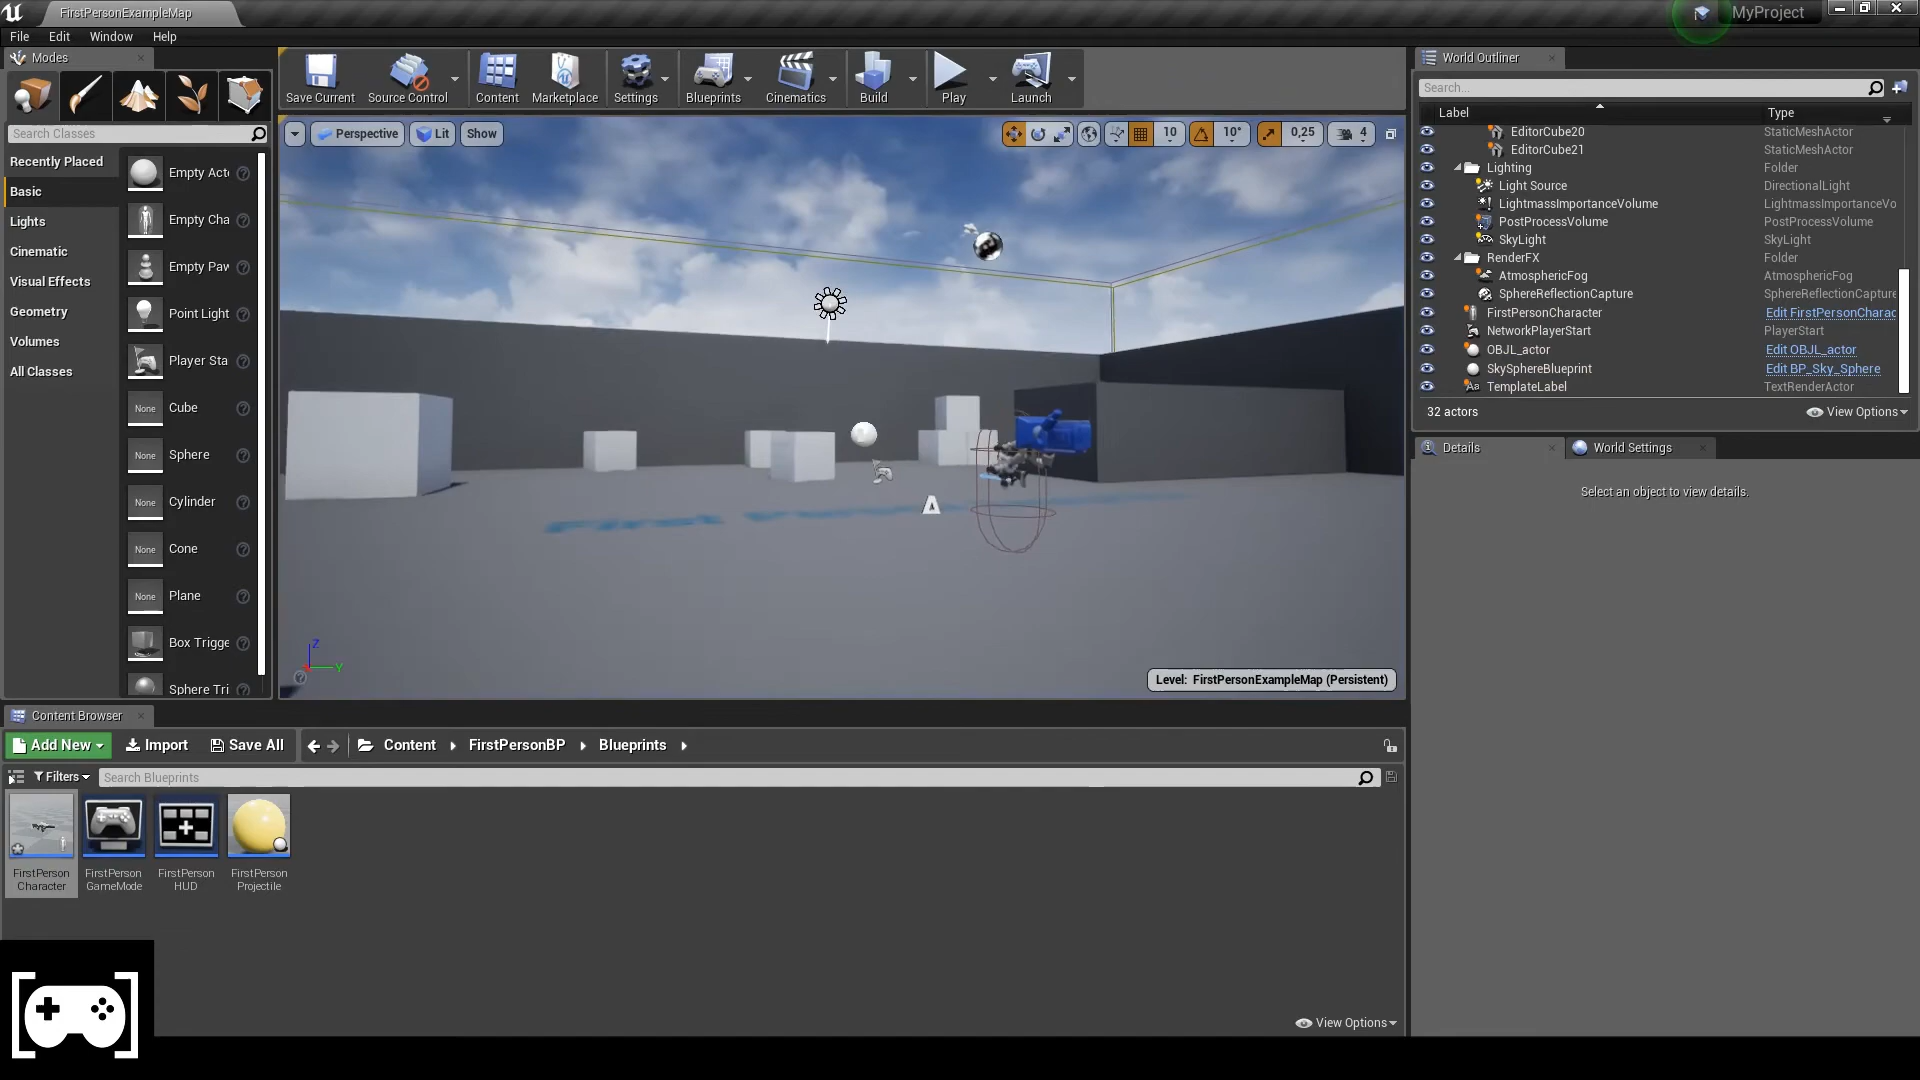 FirstPersonExampleMap
MyProject
File Edit Window Help
Modes
Search Classes
Recently Placed
Basic
Lights
Cinematic
Visual Effects
Geometry
Volumes
All Classes
Empty Acto
Empty Cha
Empty Paw
Point Light
Player Sta
None Cube
None Sphere
None Cylinder
None Cone
None Plane
Box Trigge
Sphere Tri
Save Current
Source Control
Content
Marketplace
Settings
Blueprints
Cinematics
Build
Play
Launch
Perspective Lit Show
10 10° 0,25 4
Z
Y
Level: FirstPersonExampleMap (Persistent)
World Outliner
Search...
Label Type
EditorCube20 StaticMeshActor
EditorCube21 StaticMeshActor
Lighting Folder
Light Source DirectionalLight
LightmassImportanceVolume LightmassImportanceVo
PostProcessVolume PostProcessVolume
SkyLight SkyLight
RenderFX Folder
AtmosphericFog AtmosphericFog
SphereReflectionCapture SphereReflectionCapture
FirstPersonCharacter Edit FirstPersonCharac
NetworkPlayerStart PlayerStart
OBJL_actor Edit OBJL_actor
SkySphereBlueprint Edit BP_Sky_Sphere
TemplateLabel TextRenderActor
32 actors View Options
Details World Settings
Select an object to view details.
Content Browser
Add New Import Save All Content FirstPersonBP Blueprints
Filters Search Blueprints
FirstPerson
Character
FirstPerson
GameMode
FirstPerson
HUD
FirstPerson
Projectile
View Options